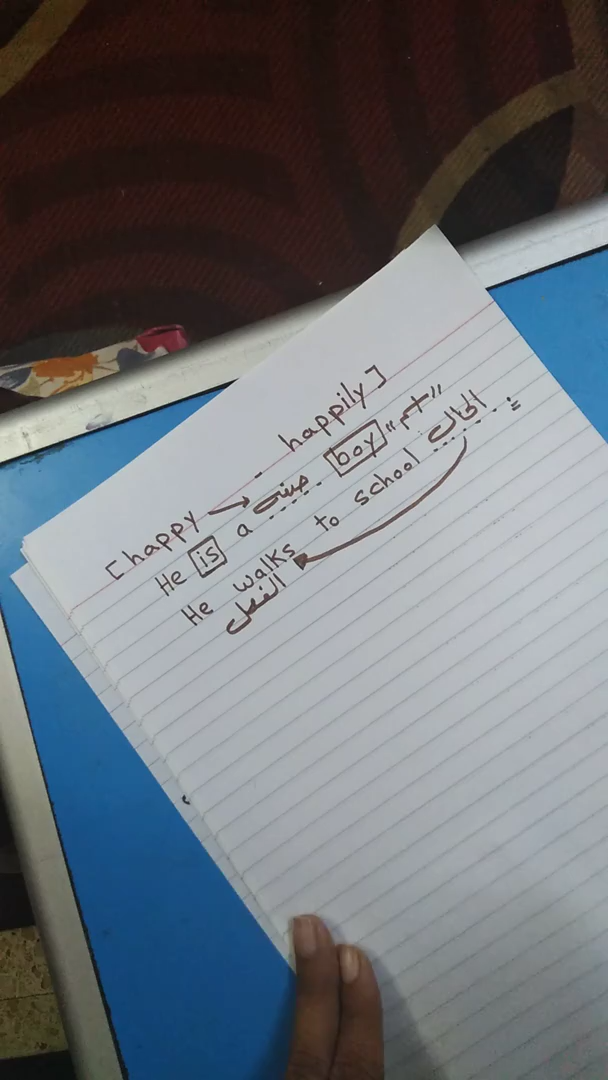 [happy - happily]
He is a صفة ...... boy "اسم"
He walks to school الحال ......
الفعل